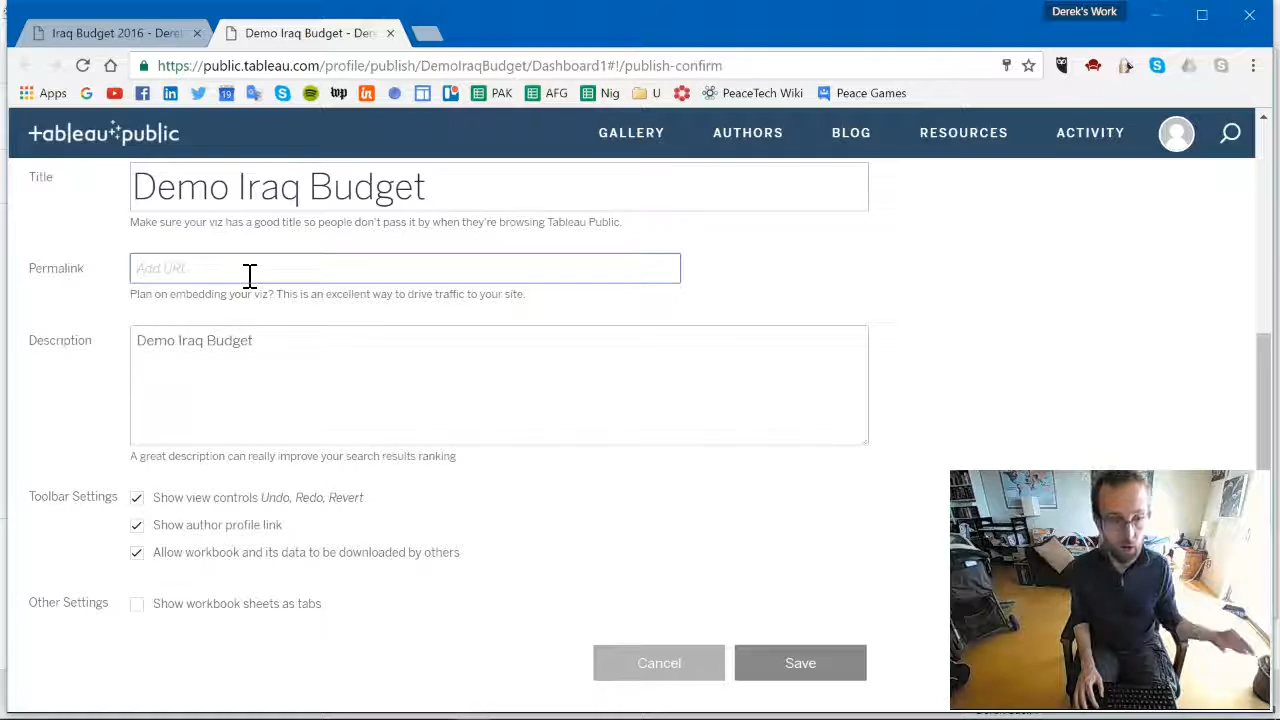 Derek's Work
Iraq Budget 2016 - Derek
Demo Iraq Budget - Dere
https://public.tableau.com/profile/publish/DemoIraqBudget/Dashboard1#!/publish-confirm
Apps PAK AFG Nig U PeaceTech Wiki Peace Games
tableau public GALLERY AUTHORS BLOG RESOURCES ACTIVITY
Title Demo Iraq Budget
Make sure your viz has a good title so people don't pass it by when they're browsing Tableau Public.
Permalink Add URL
Plan on embedding your viz? This is an excellent way to drive traffic to your site.
Description Demo Iraq Budget
A great description can really improve your search results ranking
Toolbar Settings Show view controls Undo, Redo, Revert
Show author profile link
Allow workbook and its data to be downloaded by others
Other Settings Show workbook sheets as tabs
Cancel Save